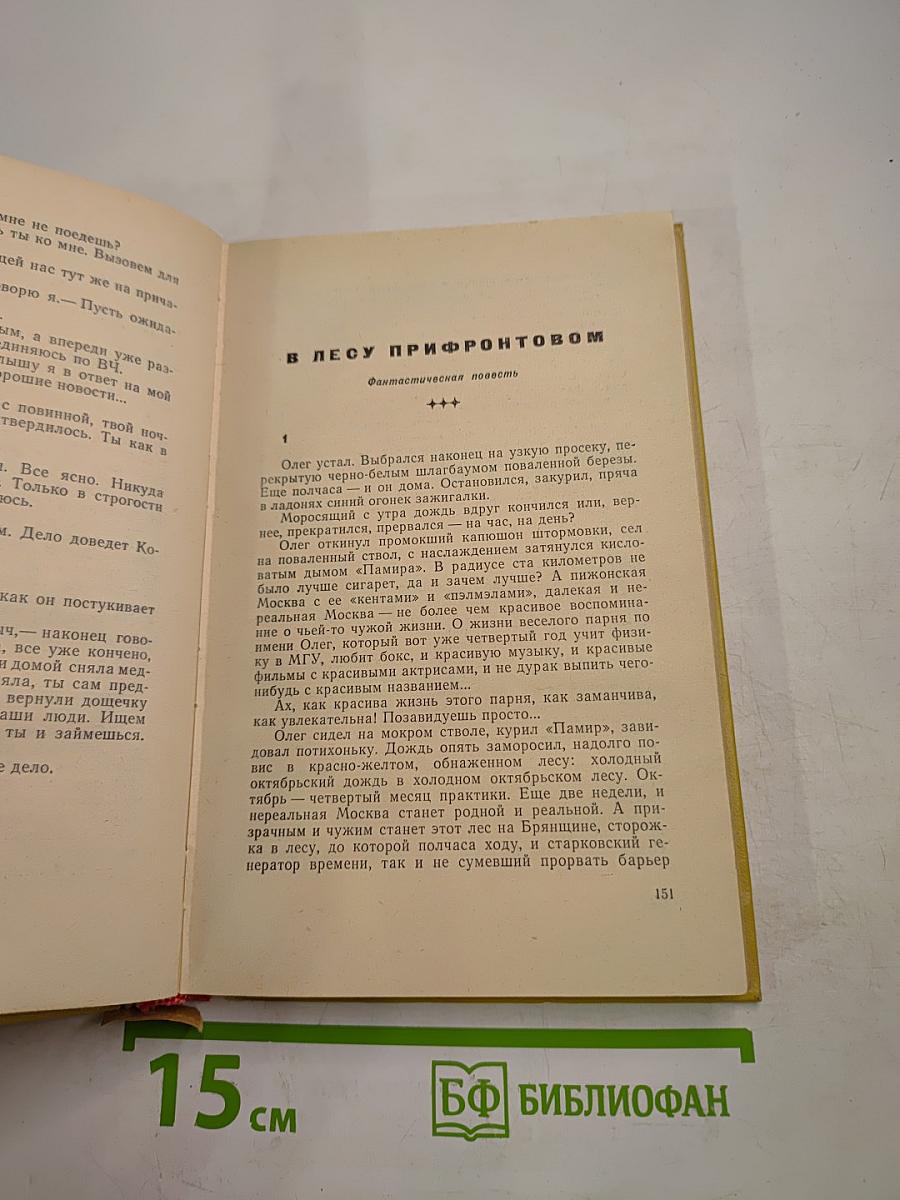 мне не поедешь?
ь ты ко мне. Вызовем для
цей нас тут же на прича-
ворю я.— Пусть ожида-
ым, а впереди уже раз-
единяюсь по ВЧ.
лышу я в ответ на мой
орошие новости...
с повинной, твой ноч-
твердилось. Ты как в
Все ясно. Никуда
Только в строгости
юсь.
м. Дело доведет Ко-
как он постукивает
ыч,— наконец гово-
, все уже кончено,
и домой сняла мед-
яла, ты сам пред-
вернули дощечку
аши люди. Ищем
ты и займешься.
е дело.
В ЛЕСУ ПРИФРОНТОВОМ
Фантастическая повесть
1
Олег устал. Выбрался наконец на узкую просеку, пе-
рекрытую черно-белым шлагбаумом поваленной березы.
Еще полчаса — и он дома. Остановился, закурил, пряча
в ладонях синий огонек зажигалки.
Моросящий с утра дождь вдруг кончился или, вер-
нее, прекратился, прервался — на час, на день?
Олег откинул промокший капюшон штормовки, сел
на поваленный ствол, с наслаждением затянулся кисло-
ватым дымом «Памира». В радиусе ста километров не
было лучше сигарет, да и зачем лучше? А пижонская
Москва с ее «кентами» и «пэлмэлами», далекая и не-
реальная Москва — не более чем красивое воспомина-
ние о чьей-то чужой жизни. О жизни веселого парня по
имени Олег, который вот уже четвертый год учит физи-
ку в МГУ, любит бокс, и красивую музыку, и красивые
фильмы с красивыми актрисами, и не дурак выпить чего-
нибудь с красивым названием...
Ах, как красива жизнь этого парня, как заманчива,
как увлекательна! Позавидуешь просто...
Олег сидел на мокром стволе, курил «Памир», зави-
довал потихоньку. Дождь опять заморосил, надолго по-
вис в красно-желтом, обнаженном лесу: холодный
октябрьский дождь в холодном октябрьском лесу. Ок-
тябрь — четвертый месяц практики. Еще две недели, и
нереальная Москва станет родной и реальной. А при-
зрачным и чужим станет этот лес на Брянщине, сторож-
ка в лесу, до которой полчаса ходу, и старковский ге-
нератор времени, так и не сумевший прорвать барьер
151
15 см
БФ БИБЛИОФАН